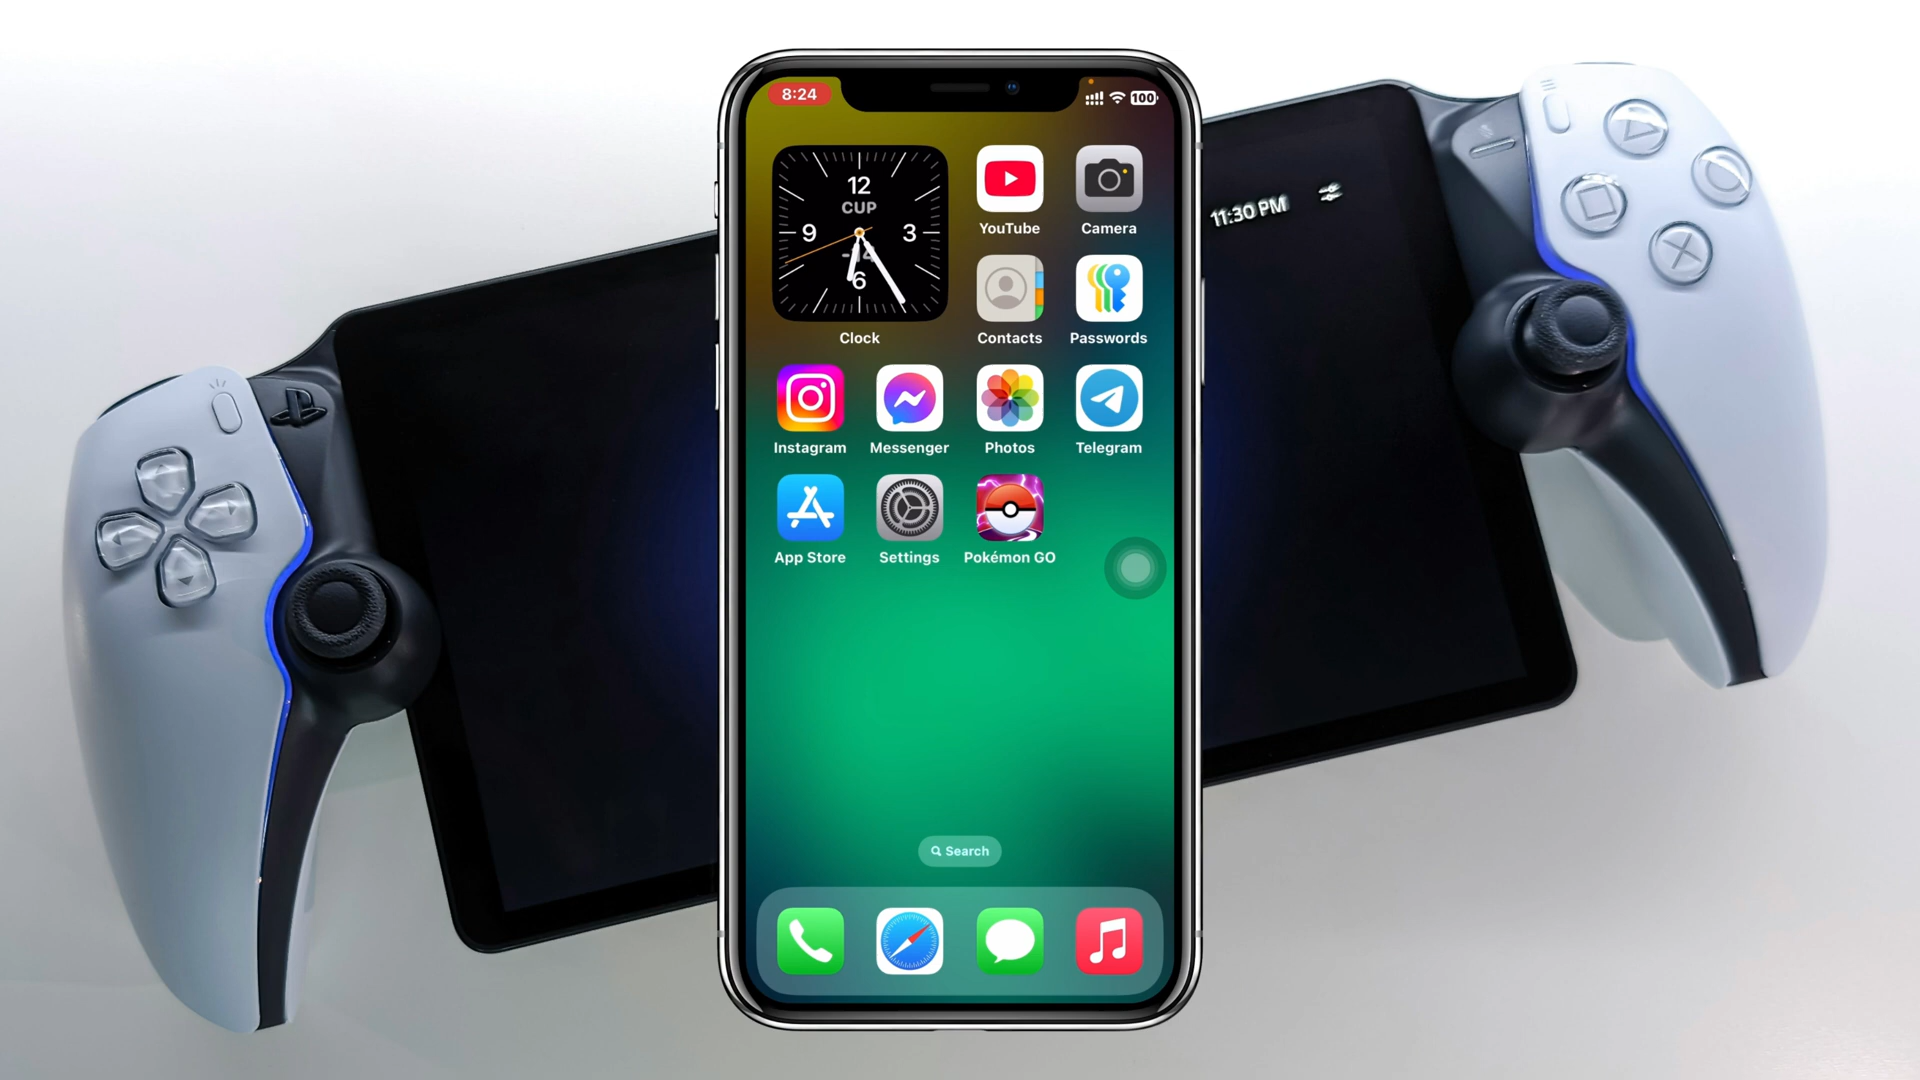 8:24
100
12
CUP
9
3
-14
6
YouTube
Camera
Clock
Contacts
Passwords
Instagram
Messenger
Photos
Telegram
App Store
Settings
Pokémon GO
Search
11:30 PM